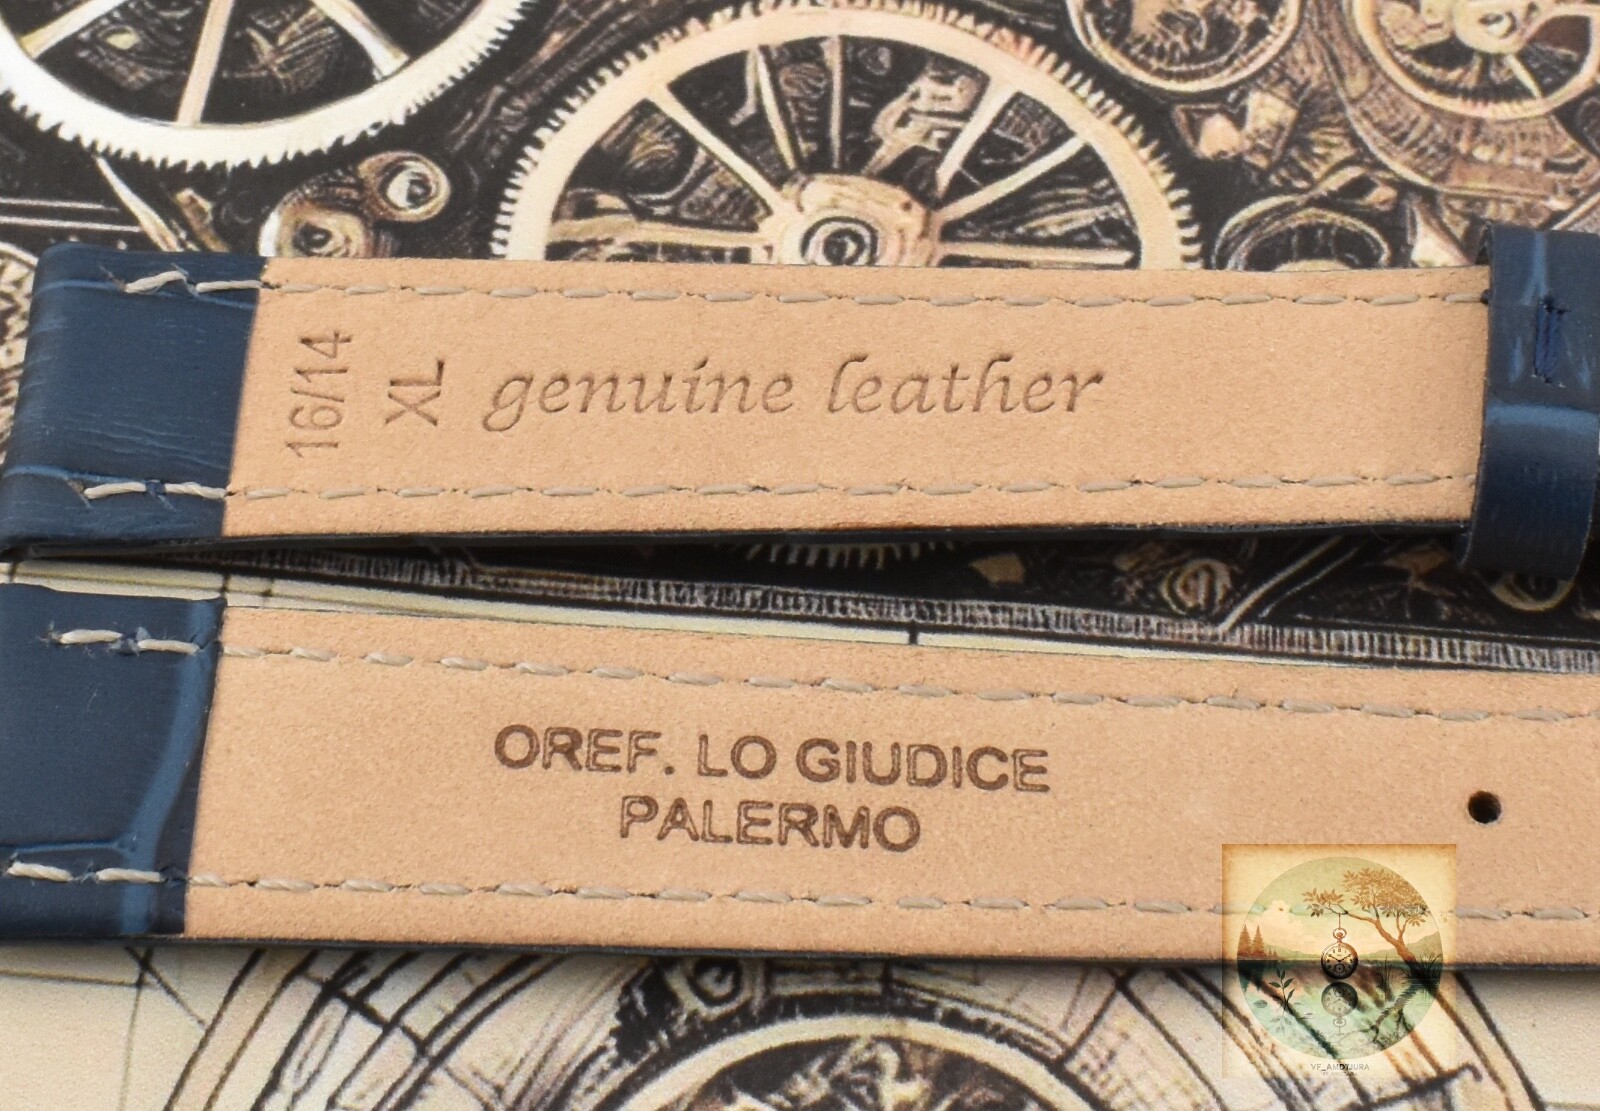 16/14
XL
genuine leather
OREF. LO GIUDICE
PALERMO